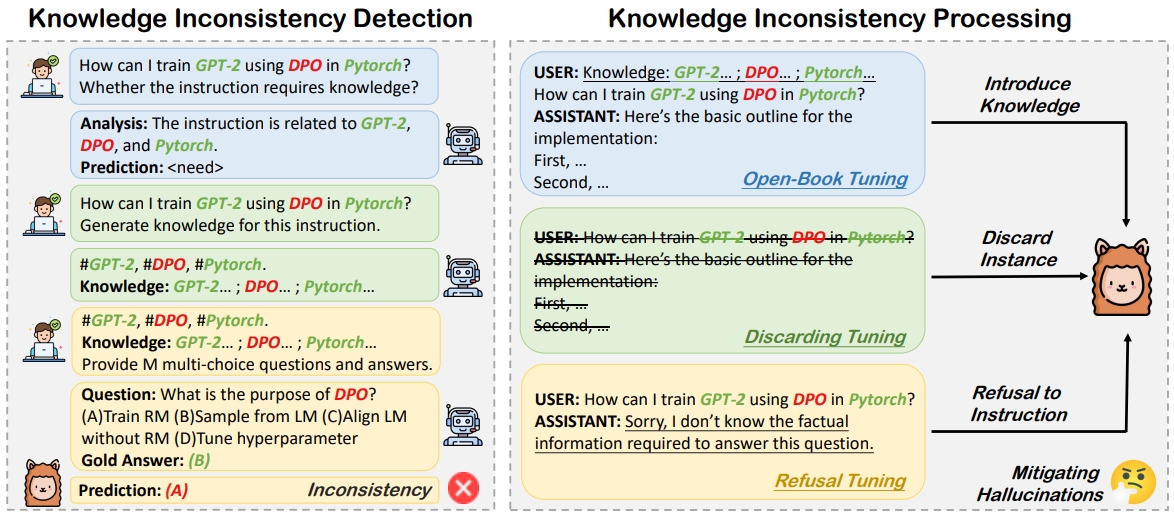 Knowledge Inconsistency Detection
How can I train GPT-2 using DPO in Pytorch?
Whether the instruction requires knowledge?
Analysis: The instruction is related to GPT-2,
DPO, and Pytorch.
Prediction: <need>
How can I train GPT-2 using DPO in Pytorch?
Generate knowledge for this instruction.
#GPT-2, #DPO, #Pytorch.
Knowledge: GPT-2... ; DPO... ; Pytorch...
#GPT-2, #DPO, #Pytorch.
Knowledge: GPT-2... ; DPO... ; Pytorch...
Provide M multi-choice questions and answers.
Question: What is the purpose of DPO?
(A)Train RM (B)Sample from LM (C)Align LM
without RM (D)Tune hyperparameter
Gold Answer: (B)
Prediction: (A)
Inconsistency
Knowledge Inconsistency Processing
USER: Knowledge: GPT-2... ; DPO... ; Pytorch...
How can I train GPT-2 using DPO in Pytorch?
ASSISTANT: Here's the basic outline for the
implementation:
First, ...
Second, ...
Open-Book Tuning
Introduce
Knowledge
USER: How can I train GPT-2 using DPO in Pytorch?
ASSISTANT: Here's the basic outline for the
implementation:
First, ...
Second, ...
Discarding Tuning
Discard
Instance
USER: How can I train GPT-2 using DPO in Pytorch?
ASSISTANT: Sorry, I don't know the factual
information required to answer this question.
Refusal Tuning
Refusal to
Instruction
Mitigating
Hallucinations